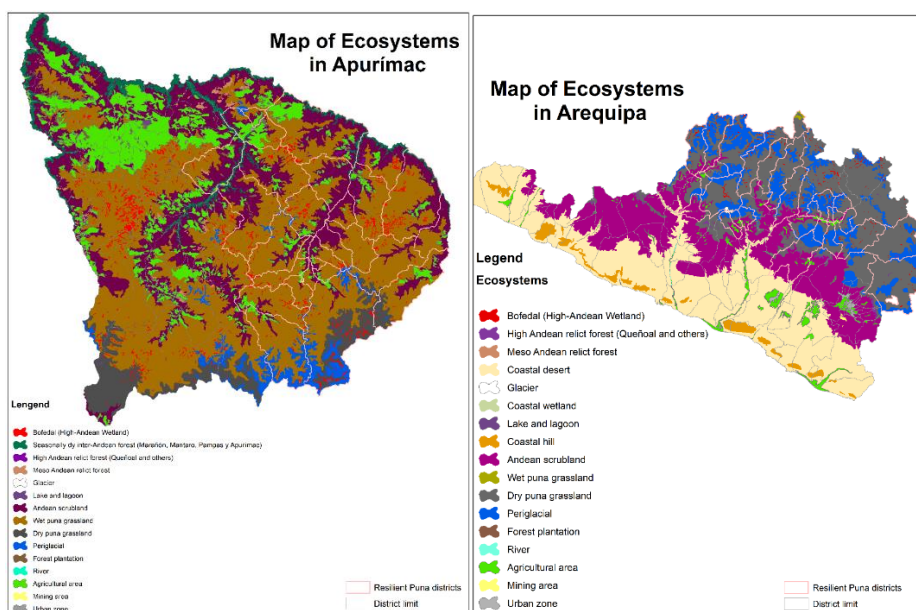 Map of Ecosystems
in Apurímac
Lengend
Bofedal (High-Andean Wetland)
Seasonally dy inter-Andean forest (Marañón, Mantaro, Pampas y Apurimac)
High Andean relict forest (Queñoal and others)
Meso Andean relict forest
Glacier
Lake and lagoon
Andean scrubland
Wet puna grassland
Dry puna grassland
Periglacial
Forest plantation
River
Agricultural area
Mining area
Urban zone
Resilient Puna districts
District limit
Map of Ecosystems
in Arequipa
Legend
Ecosystems
Bofedal (High-Andean Wetland)
High Andean relict forest (Queñoal and others)
Meso Andean relict forest
Coastal desert
Glacier
Coastal wetland
Lake and lagoon
Coastal hill
Andean scrubland
Wet puna grassland
Dry puna grassland
Periglacial
Forest plantation
River
Agricultural area
Mining area
Urban zone
Resilient Puna districts
District limit